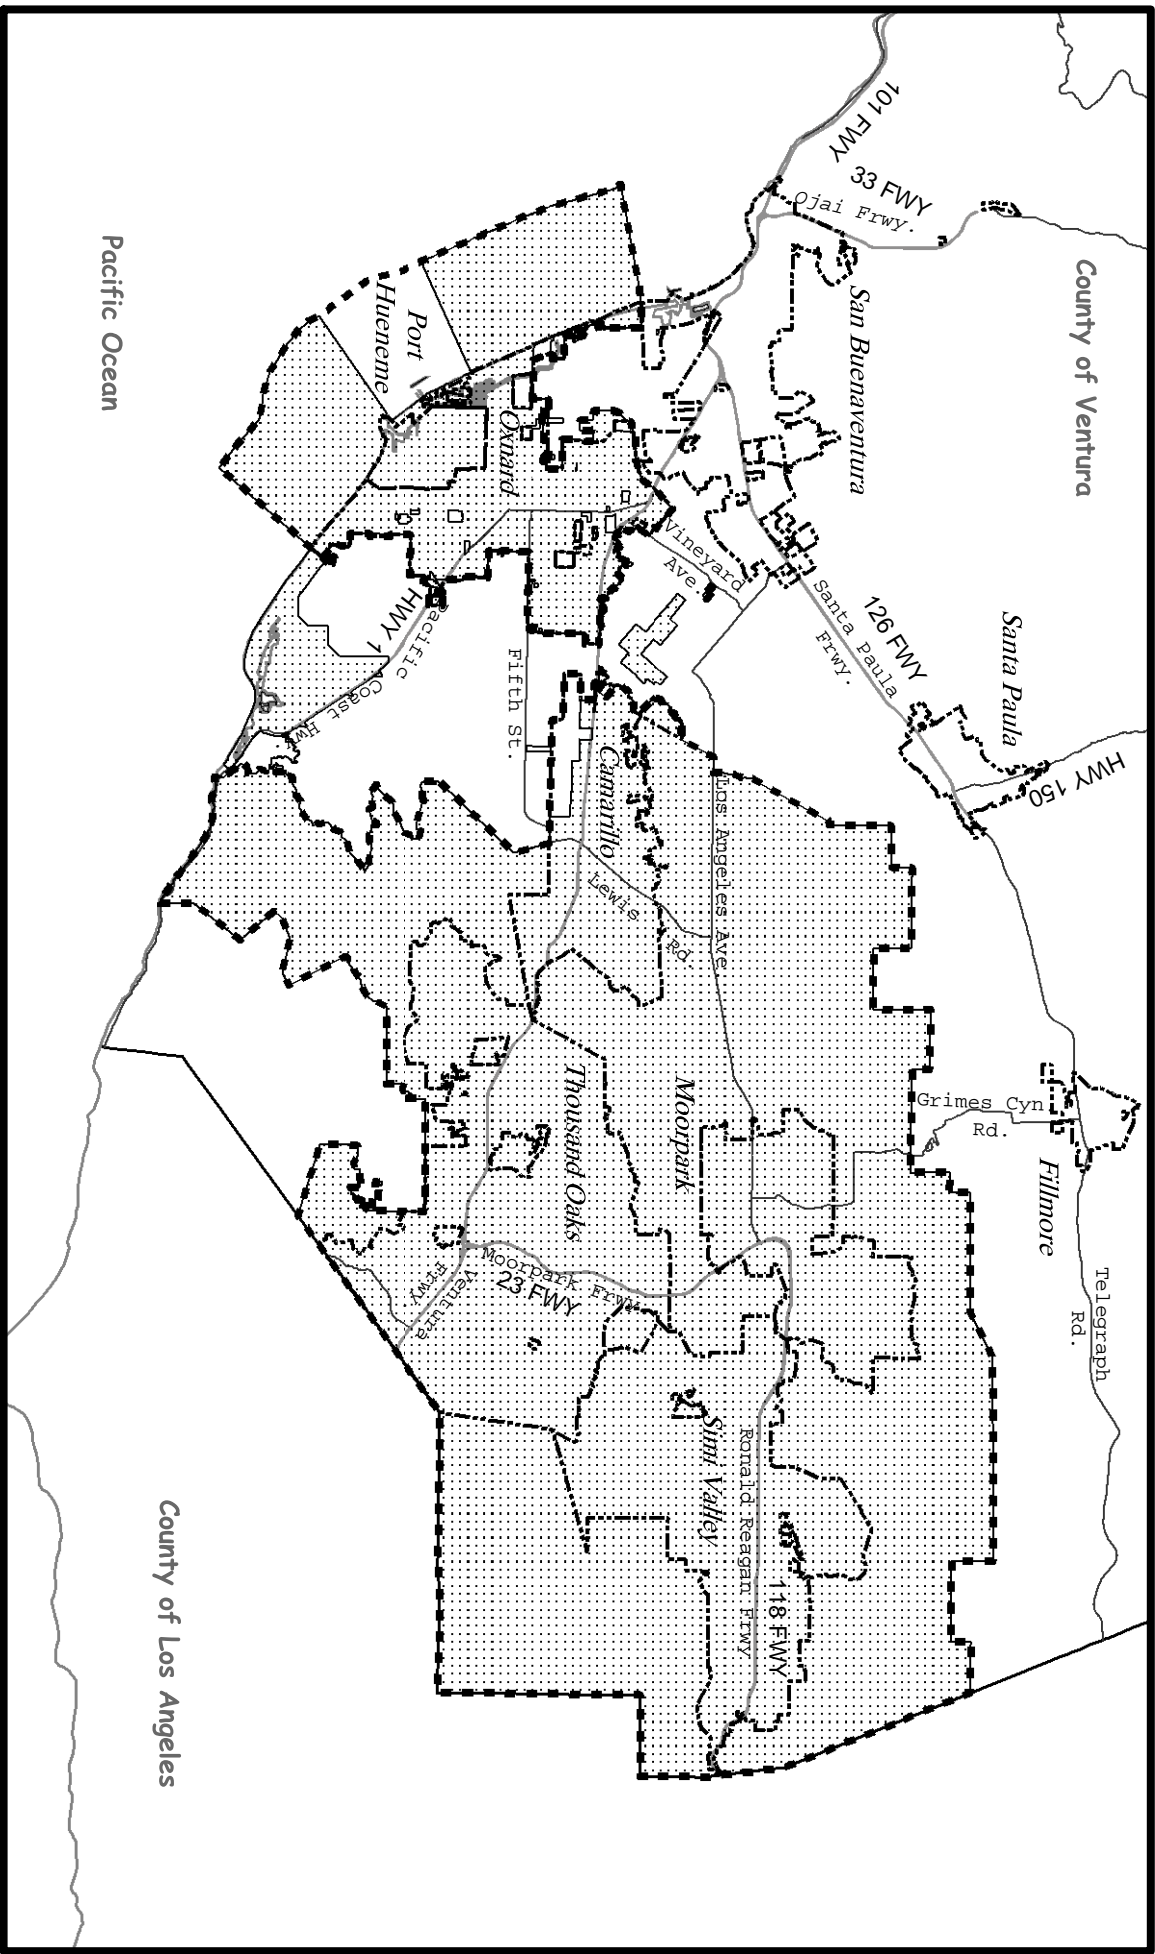 County of Ventura
101 FWY
33 FWY
Ojai Frwy.
San Buenaventura
Santa Paula
126 FWY
Santa Paula
Frwy.
HWY 150
Fillmore
Grimes Cyn
Rd.
Telegraph
Rd.
Vineyard
Ave.
Los Angeles Ave
Port
Hueneme
Oxnard
Fifth St.
HWY 1
Pacific
Coast
Hwy.
Camarillo
Lewis
Rd.
Moorpark
Thousand Oaks
Moorpark Frwy.
23 FWY
Ventura
Frwy
Simi Valley
Ronald Reagan Frwy
118 FWY
Pacific Ocean
County of Los Angeles